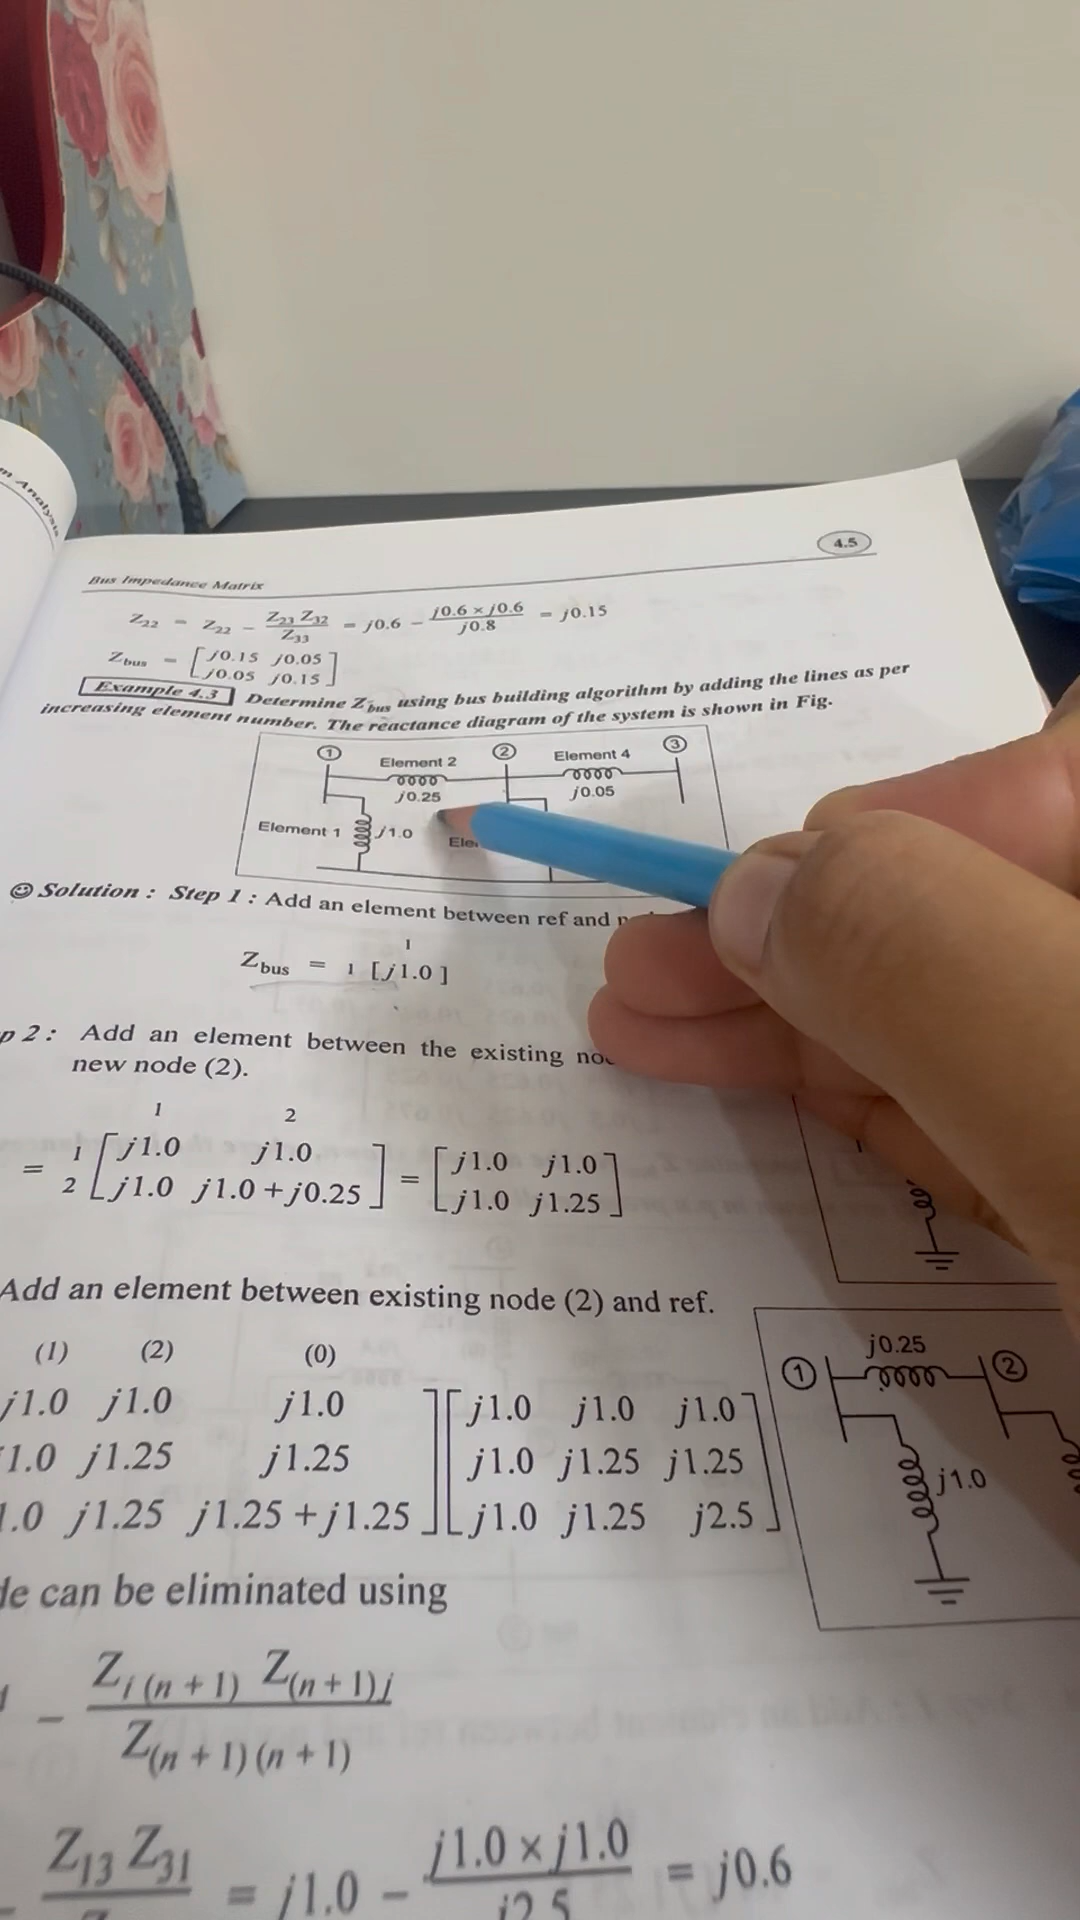 m Analysis
4.5
Bus Impedance Matrix
Z22 = Z22 - Z23 Z32 / Z33 = j0.6 - j0.6 × j0.6 / j0.8 = j0.15
Zbus = [ j0.15 j0.05
j0.05 j0.15 ]
Example 4.3 Determine Zbus using bus building algorithm by adding the lines as per
increasing element number. The reactance diagram of the system is shown in Fig.
1 Element 2 2 Element 4 3
j0.25 j0.05
Element 1 j1.0
☺ Solution : Step 1 : Add an element between ref and
1
Zbus = 1 [ j1.0 ]
p 2 : Add an element between the existing
new node (2).
1 2
= 1 [ j1.0 j1.0 ] = [ j1.0 j1.0 ]
2 [ j1.0 j1.0 + j0.25 ] [ j1.0 j1.25 ]
Add an element between existing node (2) and ref.
(1) (2) (0)
j1.0 j1.0 j1.0 ] [ j1.0 j1.0 j1.0 ]
1.0 j1.25 j1.25 ] [ j1.0 j1.25 j1.25 ]
1.0 j1.25 j1.25 + j1.25 ] [ j1.0 j1.25 j2.5 ]
1 j0.25 2
j1.0
de can be eliminated using
- Zi(n + 1) Z(n + 1)j / Z(n + 1)(n + 1)
Z13 Z31 = j1.0 - j1.0 × j1.0 / j2.5 = j0.6